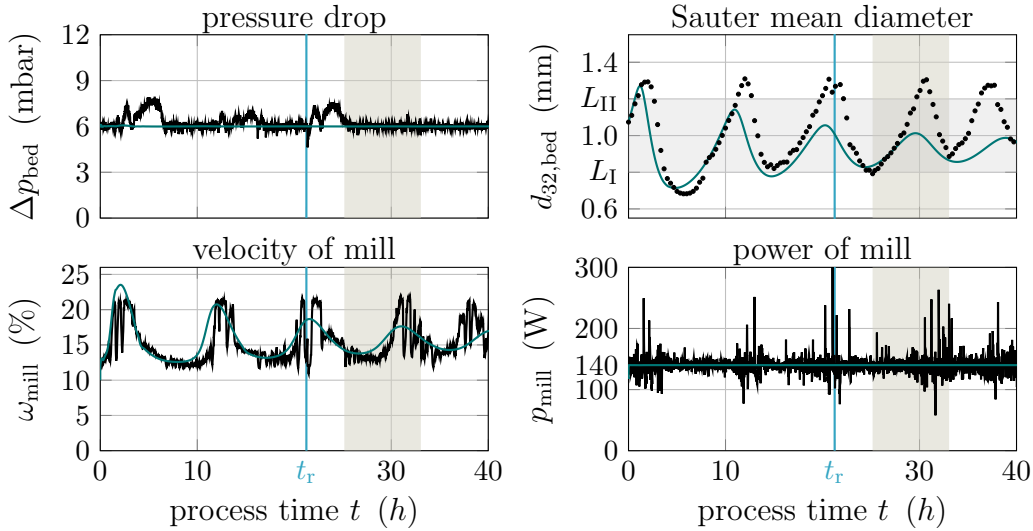 pressure drop
Δp_bed (mbar)
12
9
6
3
0
Sauter mean diameter
d_32,bed (mm)
1.4
L_II
1.0
L_I
0.6
velocity of mill
ω_mill (%)
25
20
15
10
0
0
10
t_r
30
40
process time t (h)
power of mill
p_mill (W)
300
200
140
100
0
0
10
t_r
30
40
process time t (h)